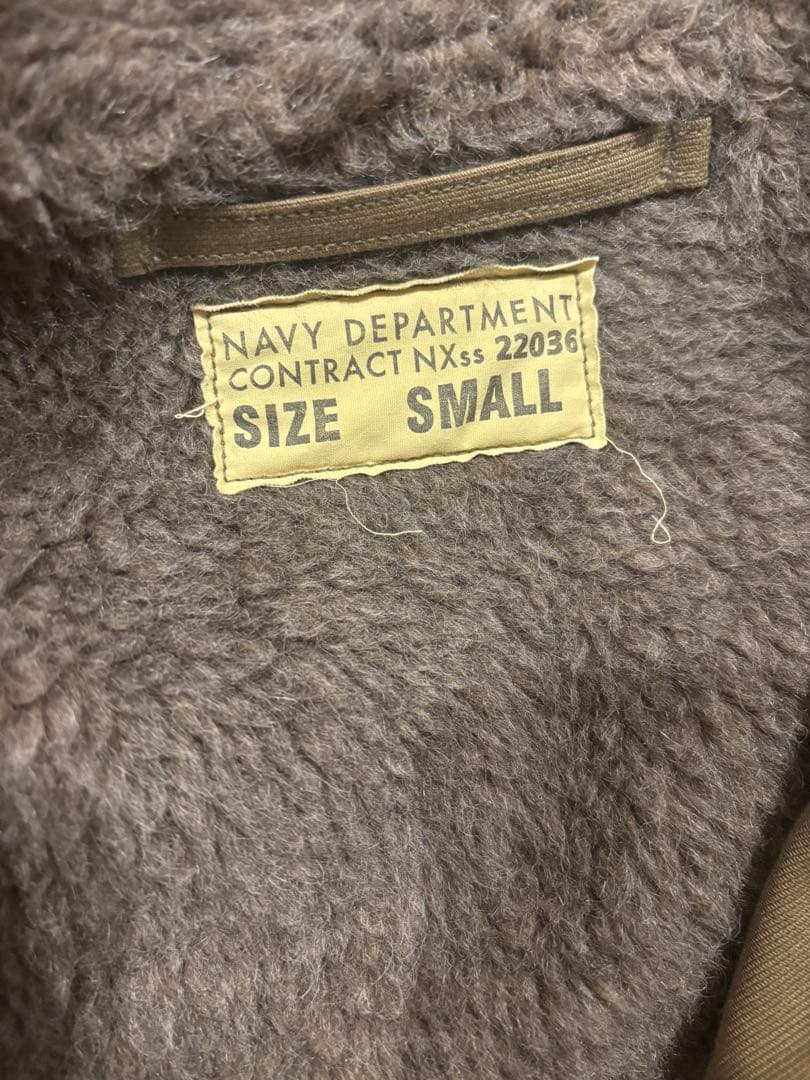 NAVY DEPARTMENT
CONTRACT NXss 22036
SIZE SMALL